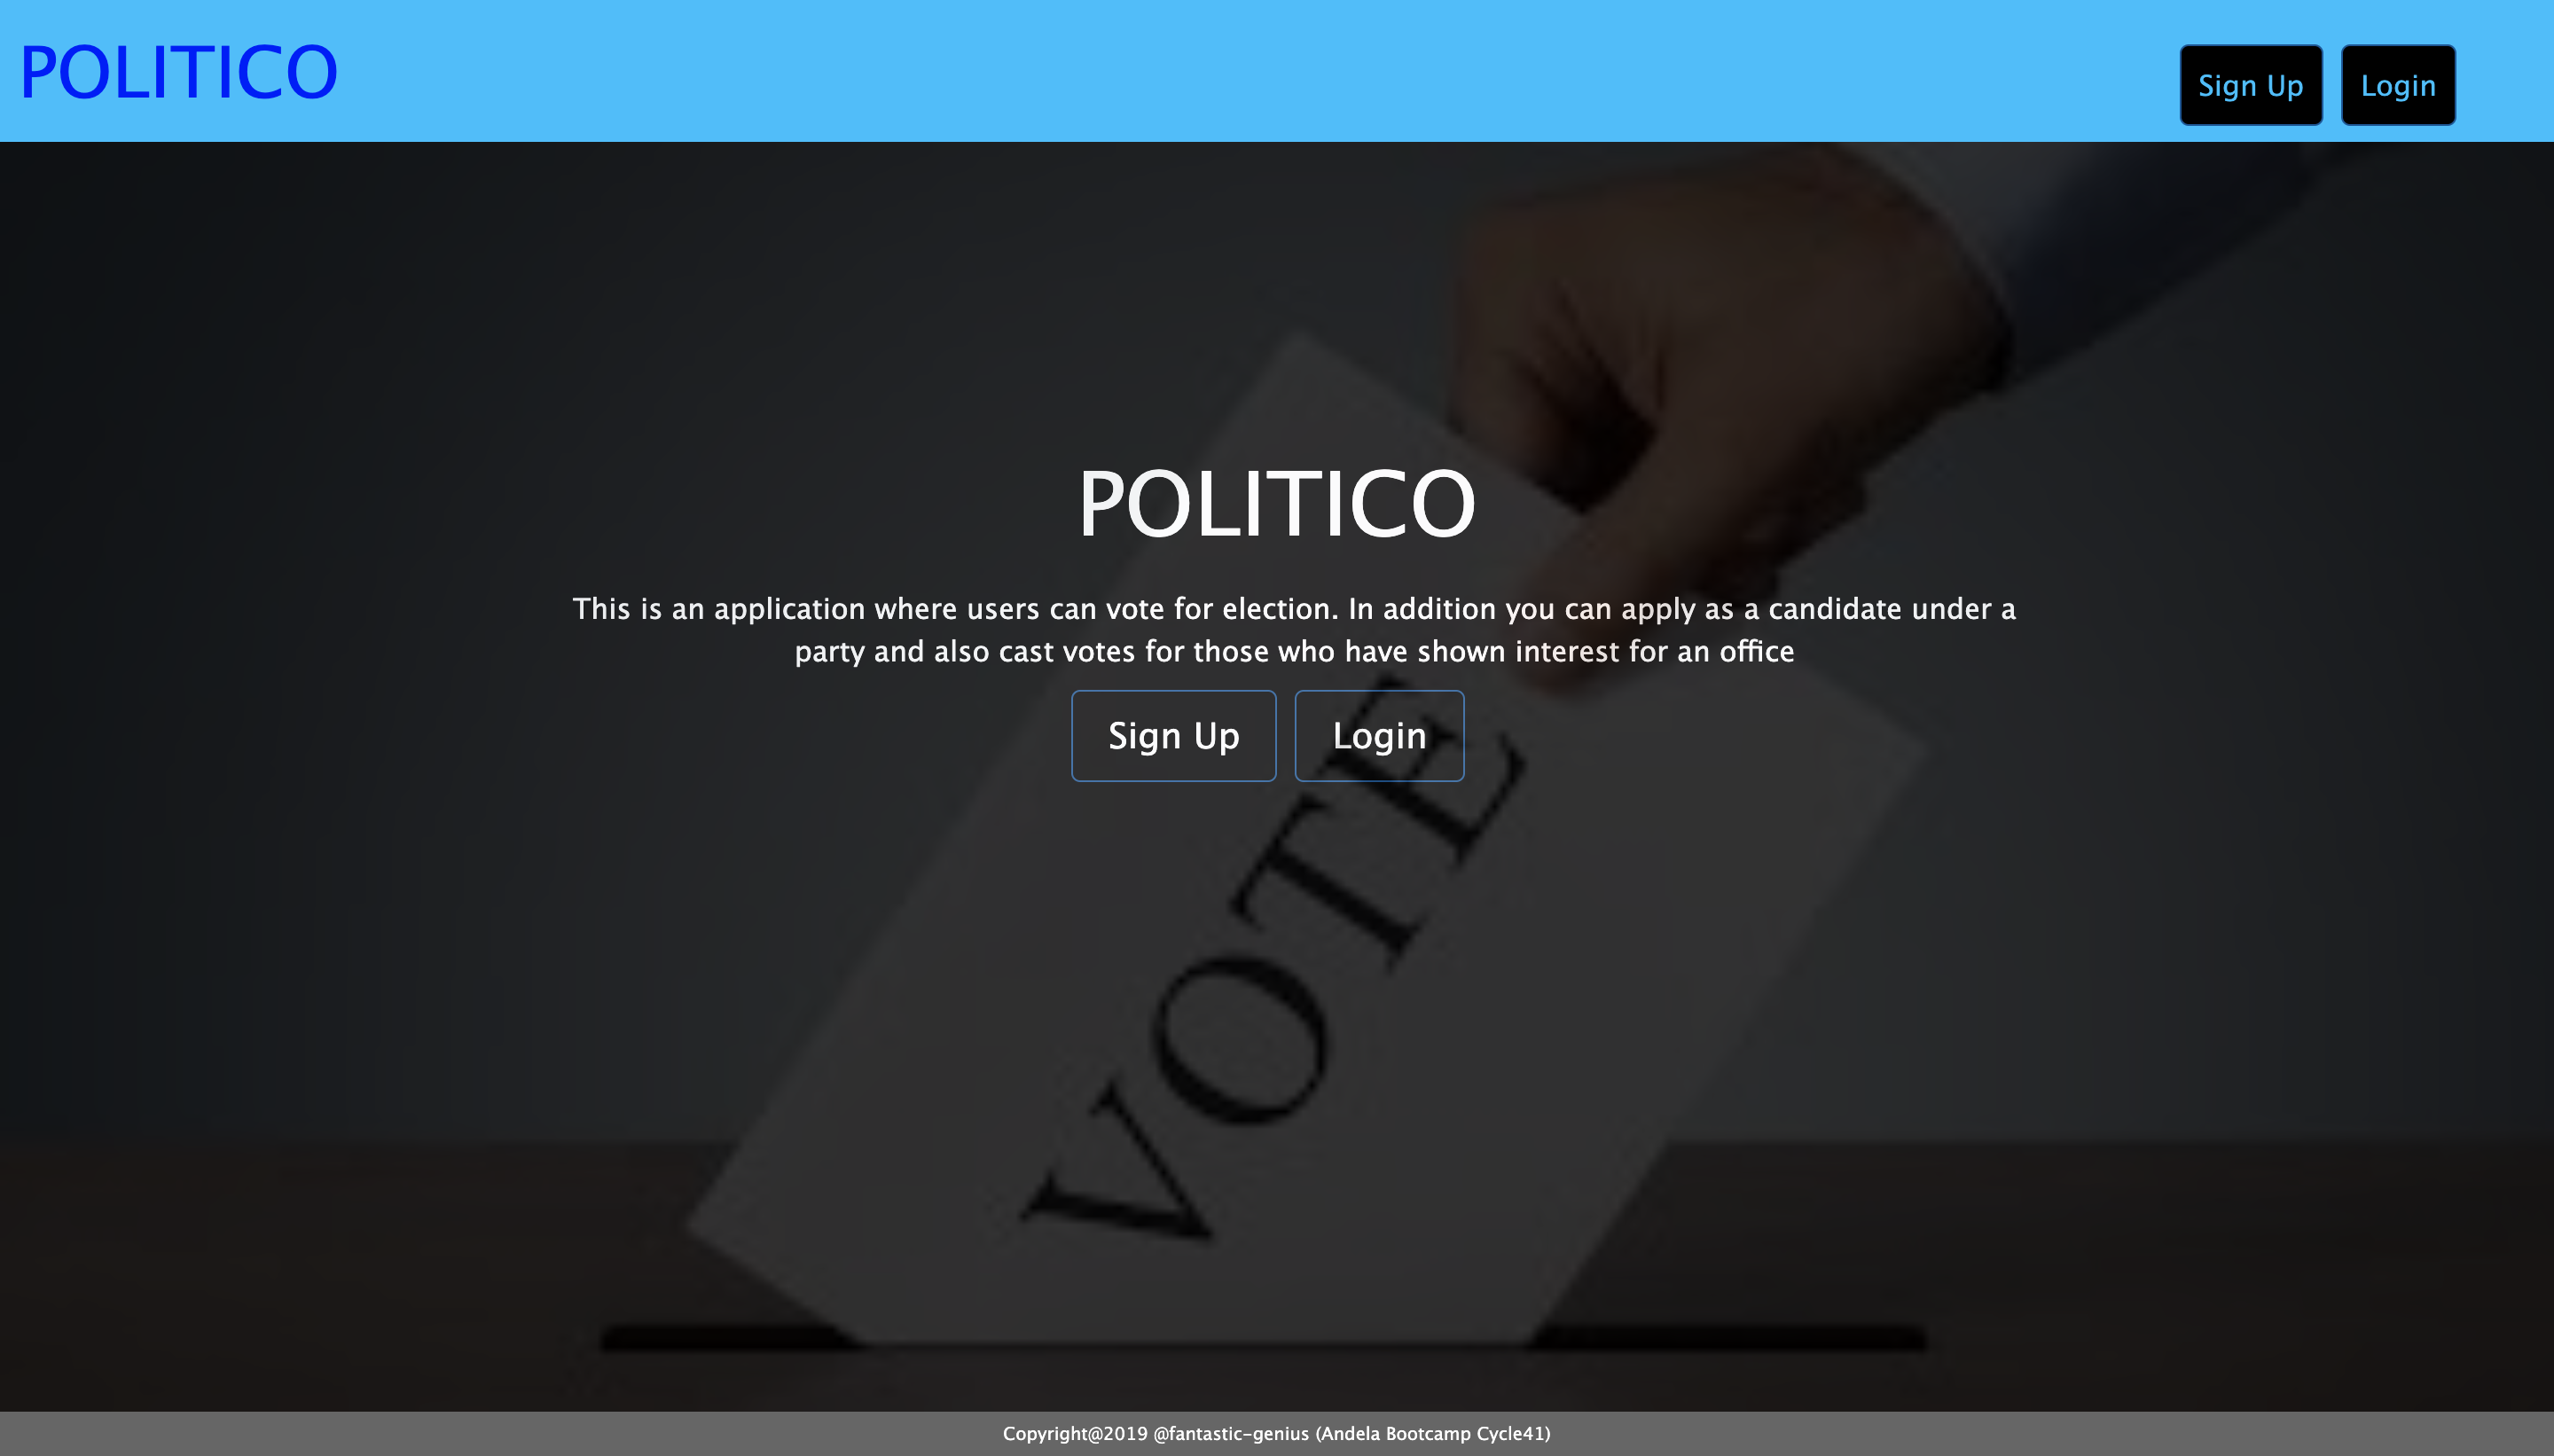 POLITICO
Sign Up
Login
POLITICO
This is an application where users can vote for election. In addition you can apply as a candidate under a
party and also cast votes for those who have shown interest for an office
Sign Up
Login
VOTE
Copyright@2019 @fantastic-genius (Andela Bootcamp Cycle41)